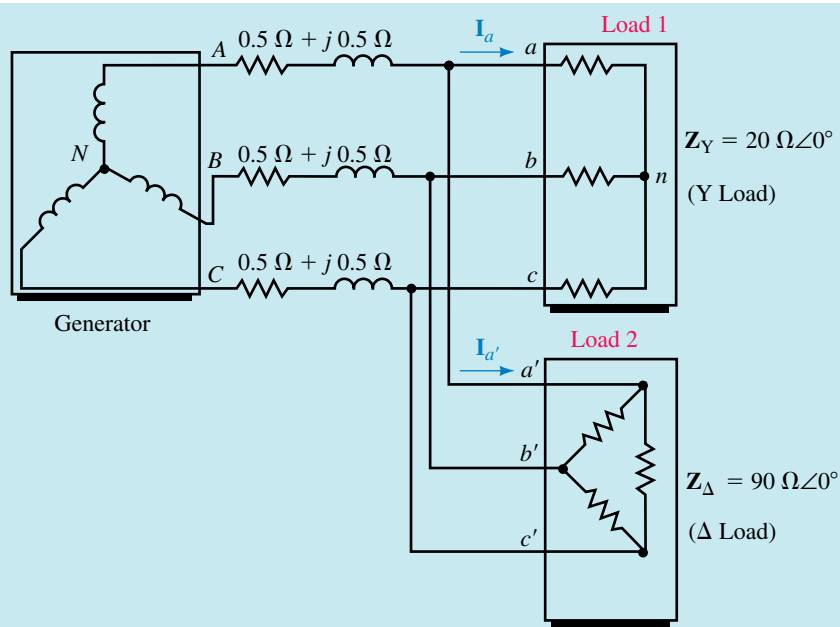 Load 1
A 0.5 Ω + j 0.5 Ω
I_a
a
Z_Y = 20 Ω∠0°
N
B 0.5 Ω + j 0.5 Ω
b
n
(Y Load)
C 0.5 Ω + j 0.5 Ω
c
Generator
Load 2
I_a′
a′
b′
Z_Δ = 90 Ω∠0°
(Δ Load)
c′